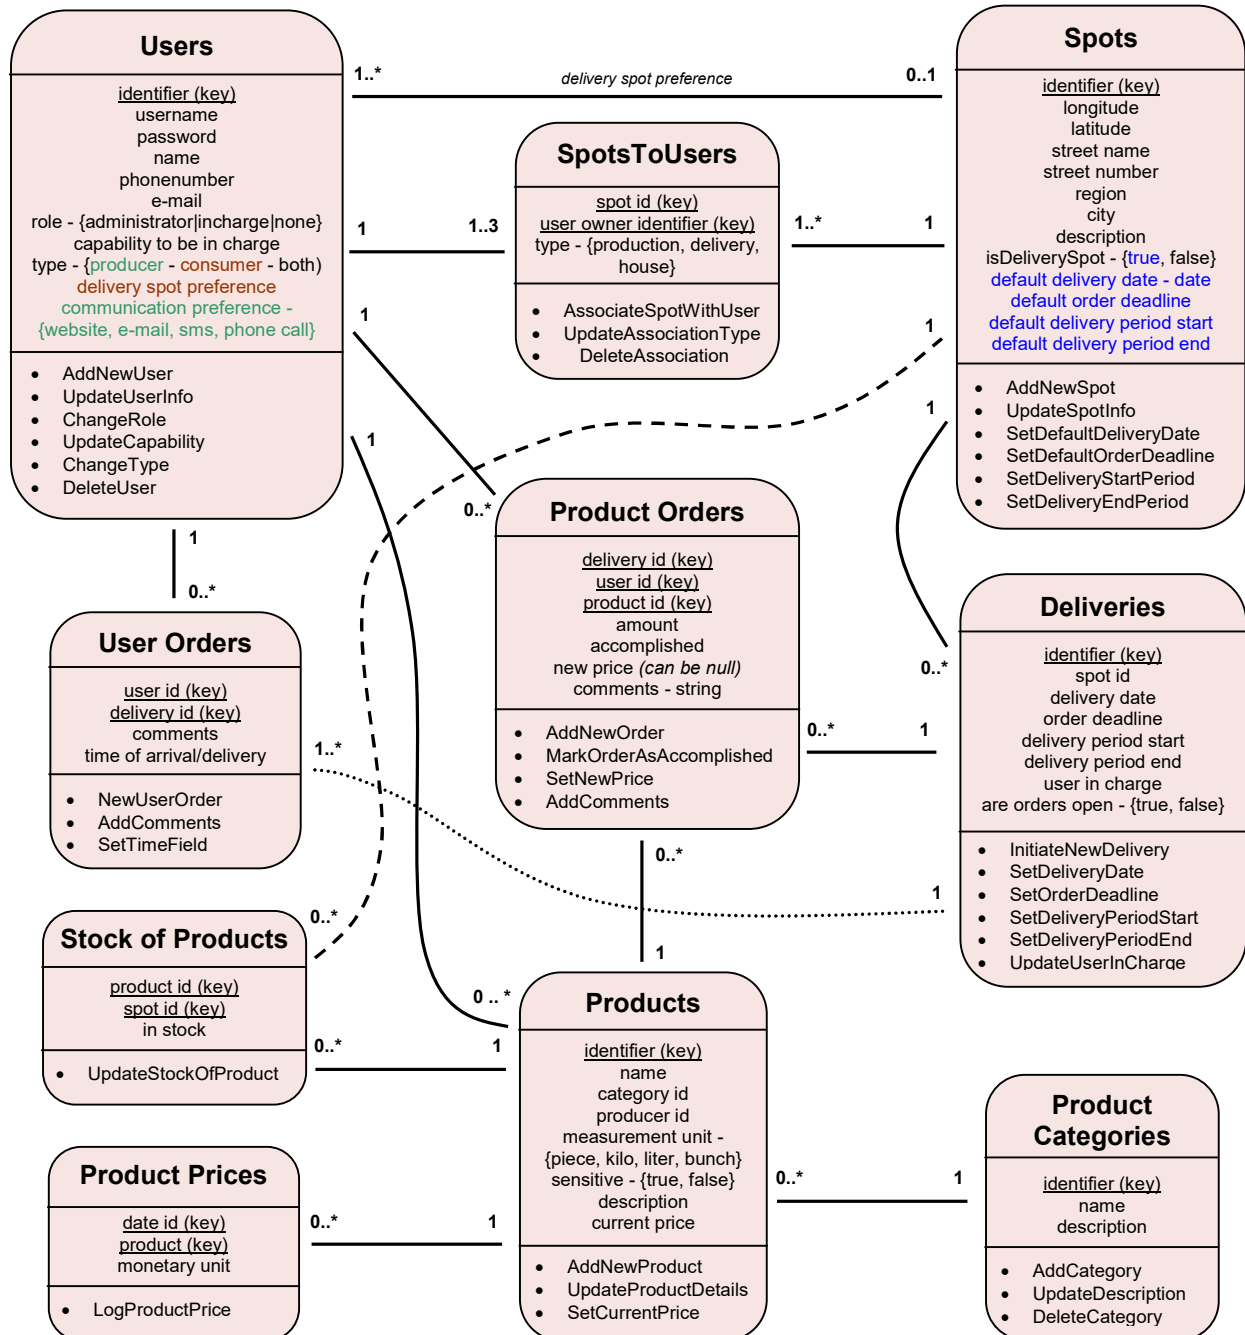 Users
identifier (key)
username
password
name
phonenumber
e-mail
role - {administrator|incharge|none}
capability to be in charge
type - {producer - consumer - both)
delivery spot preference
communication preference -
{website, e-mail, sms, phone call}
• AddNewUser
• UpdateUserInfo
• ChangeRole
• UpdateCapability
• ChangeType
• DeleteUser
1..*
delivery spot preference
0..1
Spots
identifier (key)
longitude
latitude
street name
street number
region
city
description
isDeliverySpot - {true, false}
default delivery date - date
default order deadline
default delivery period start
default delivery period end
• AddNewSpot
• UpdateSpotInfo
• SetDefaultDeliveryDate
• SetDefaultOrderDeadline
• SetDeliveryStartPeriod
• SetDeliveryEndPeriod
SpotsToUsers
spot id (key)
user owner identifier (key)
type - {production, delivery,
house}
• AssociateSpotWithUser
• UpdateAssociationType
• DeleteAssociation
1
1..3
1..*
1
1
1
1
1
0..*
Product Orders
delivery id (key)
user id (key)
product id (key)
amount
accomplished
new price (can be null)
comments - string
• AddNewOrder
• MarkOrderAsAccomplished
• SetNewPrice
• AddComments
1
0..*
User Orders
user id (key)
delivery id (key)
comments
time of arrival/delivery
• NewUserOrder
• AddComments
• SetTimeField
0..*
Deliveries
identifier (key)
spot id
delivery date
order deadline
delivery period start
delivery period end
user in charge
are orders open - {true, false}
• InitiateNewDelivery
• SetDeliveryDate
• SetOrderDeadline
• SetDeliveryPeriodStart
• SetDeliveryPeriodEnd
• UpdateUserInCharge
0..*
1
1..*
1
0..*
1
0..*
Stock of Products
product id (key)
spot id (key)
in stock
• UpdateStockOfProduct
0 .. *
0..*
1
Products
identifier (key)
name
category id
producer id
measurement unit -
{piece, kilo, liter, bunch}
sensitive - {true, false}
description
current price
• AddNewProduct
• UpdateProductDetails
• SetCurrentPrice
0..*
1
Product
Categories
identifier (key)
name
description
• AddCategory
• UpdateDescription
• DeleteCategory
Product Prices
date id (key)
product (key)
monetary unit
• LogProductPrice
0..*
1